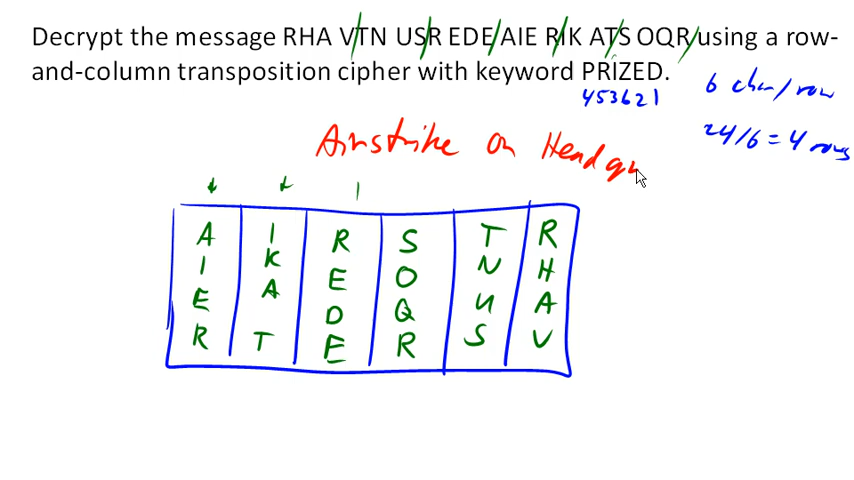 Decrypt the message RHA VTN USR EDE AIE RIK ATS OQR using a row-
and-column transposition cipher with keyword PRIZED.
453621
6 char/row
24/6 = 4 rows
Airstrike on Headqu
A I R S T R
I K E O N H
E A D Q U A
R T E R S V